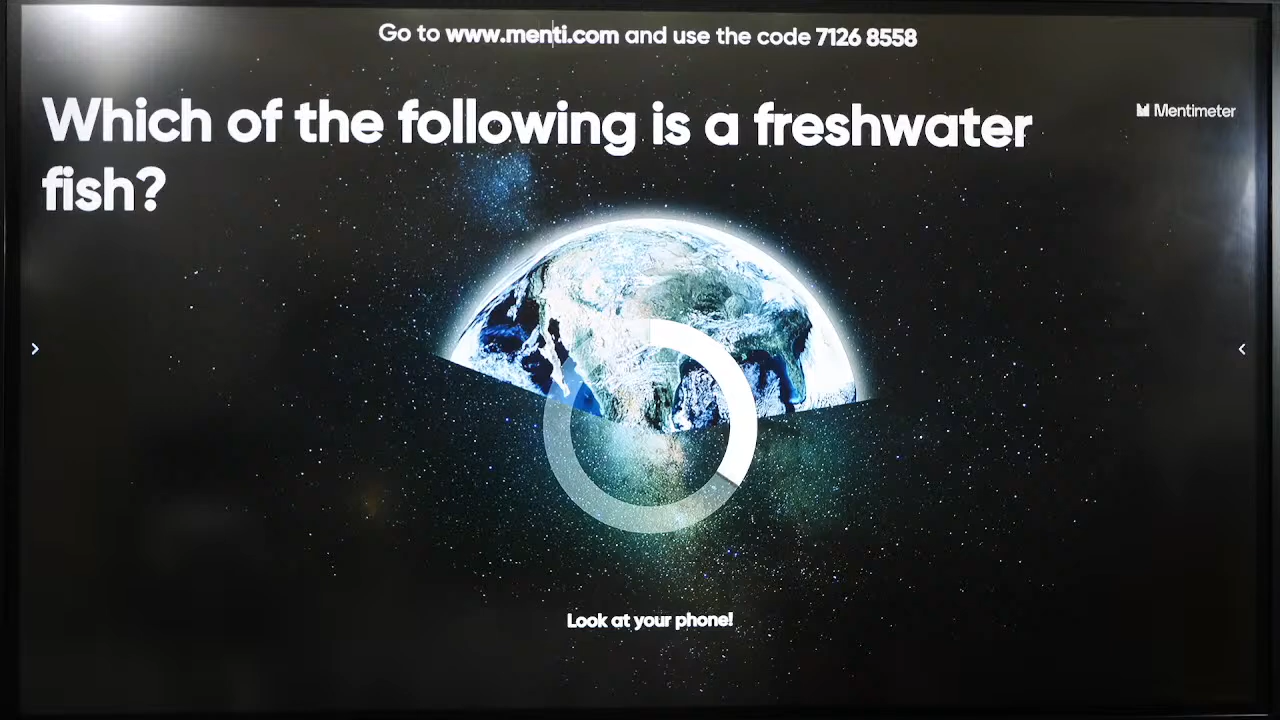 Go to www.menti.com and use the code 7126 8558
Which of the following is a freshwater
fish?
Mentimeter
Look at your phone!